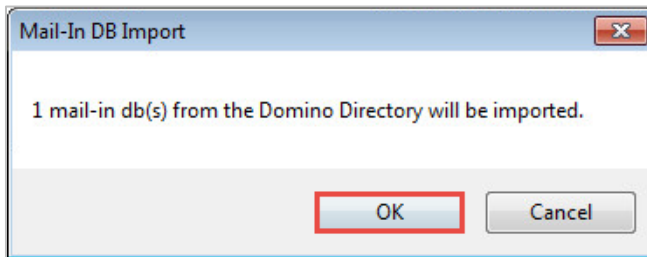 Mail-In DB Import
1 mail-in db(s) from the Domino Directory will be imported.
OK Cancel